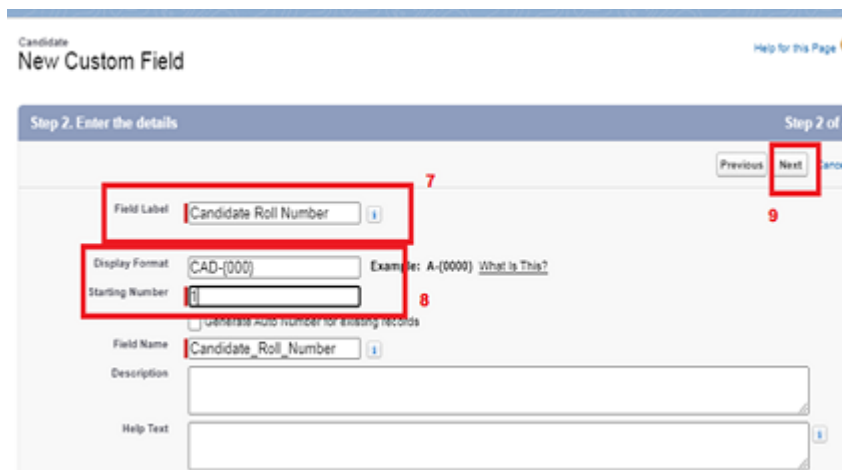 Candidate
New Custom Field
Help for this Page
Step 2. Enter the details
Step 2 of
Previous Next Cance
7
9
Field Label Candidate Roll Number i
Display Format CAD-{000} Example: A-{0000} What Is This?
Starting Number 1
8
Generate Auto Number for existing records
Field Name Candidate_Roll_Number i
Description
Help Text i